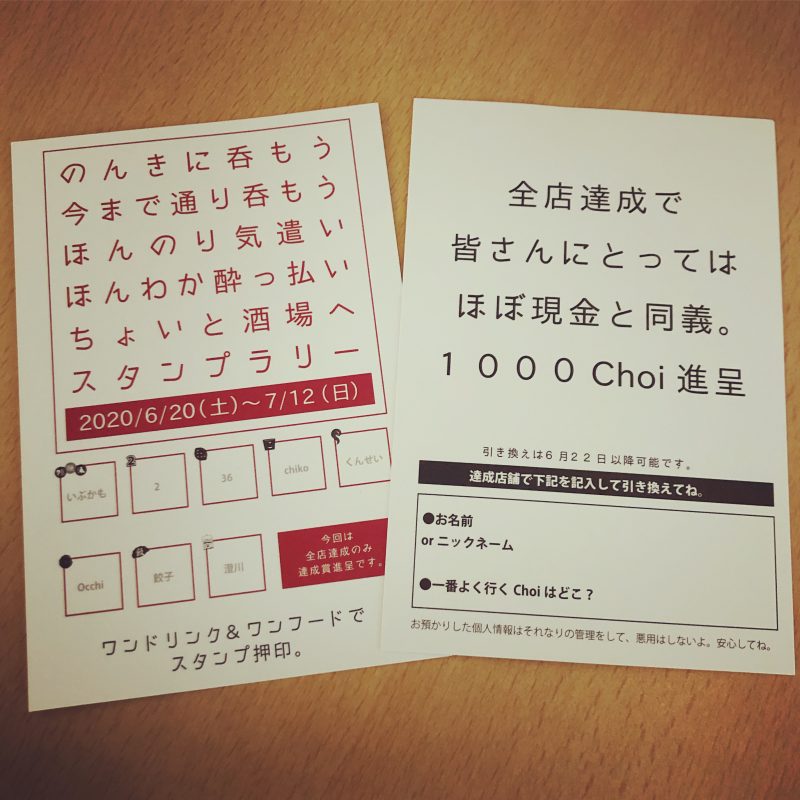 のんきに呑もう
今まで通り呑もう
ほんのり気遣い
ほんわか酔っ払い
ちょいと酒場へ
スタンプラリー
2020/6/20(土)~7/12(日)
いぶかも
2
36
chiko
くんせい
Occhi
餃子
澄川
今回は
全店達成のみ
達成賞進呈です。
ワンドリンク&ワンフードで
スタンプ押印。
全店達成で
皆さんにとっては
ほぼ現金と同義。
1000Choi進呈
引き換えは6月22日以降可能です。
達成店舗で下記を記入して引き換えてね。
●お名前
or ニックネーム
●一番よく行く Choi はどこ?
お預かりした個人情報はそれなりの管理をして、悪用はしないよ。安心してね。